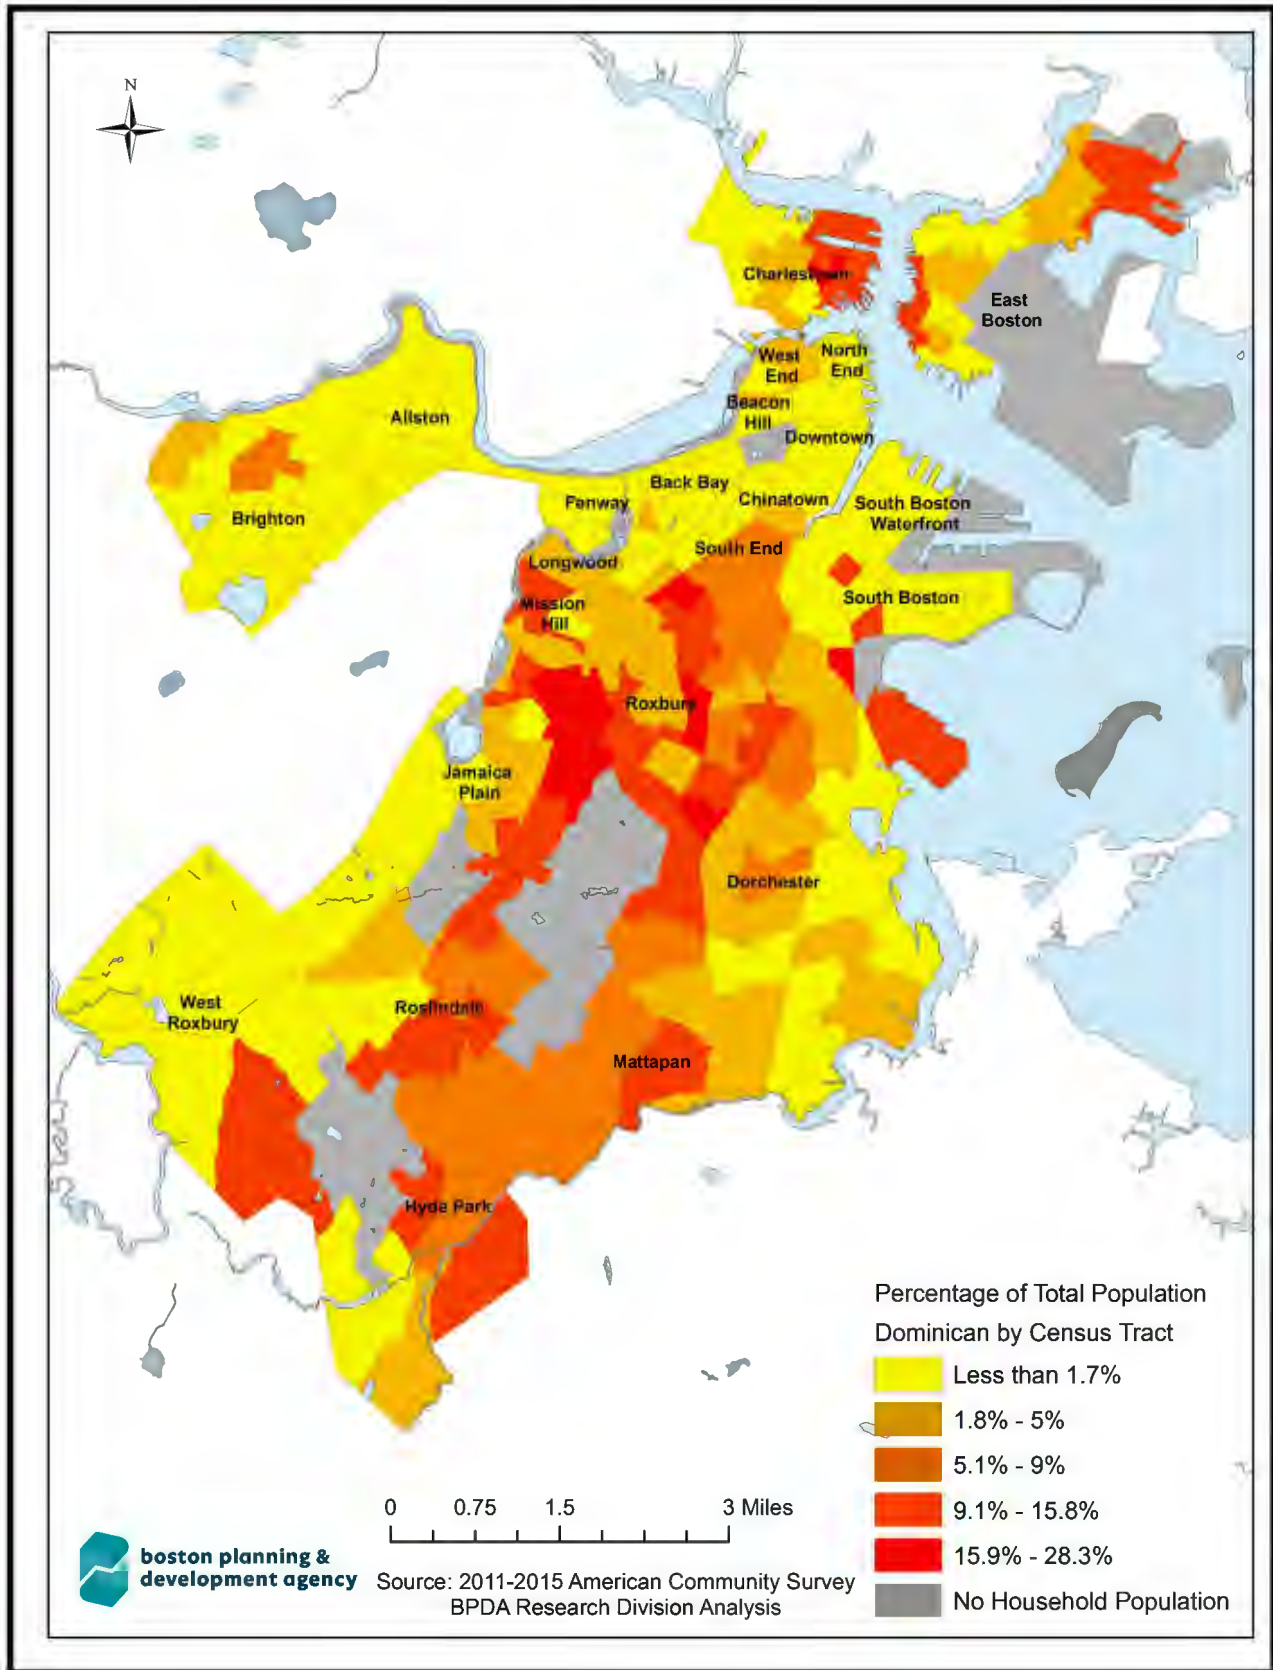 N
Charlestown
East
Boston
West
End
North
End
Beacon
Hill
Downtown
Allston
Back Bay
Fenway
Chinatown
South Boston
Waterfront
Brighton
South End
Longwood
South Boston
Mission
Hill
Roxbury
Jamaica
Plain
Dorchester
West
Roxbury
Roslindale
Mattapan
Hyde Park
Percentage of Total Population
Dominican by Census Tract
Less than 1.7%
1.8% - 5%
5.1% - 9%
9.1% - 15.8%
15.9% - 28.3%
No Household Population
0 0.75 1.5 3 Miles
boston planning &
development agency
Source: 2011-2015 American Community Survey
BPDA Research Division Analysis